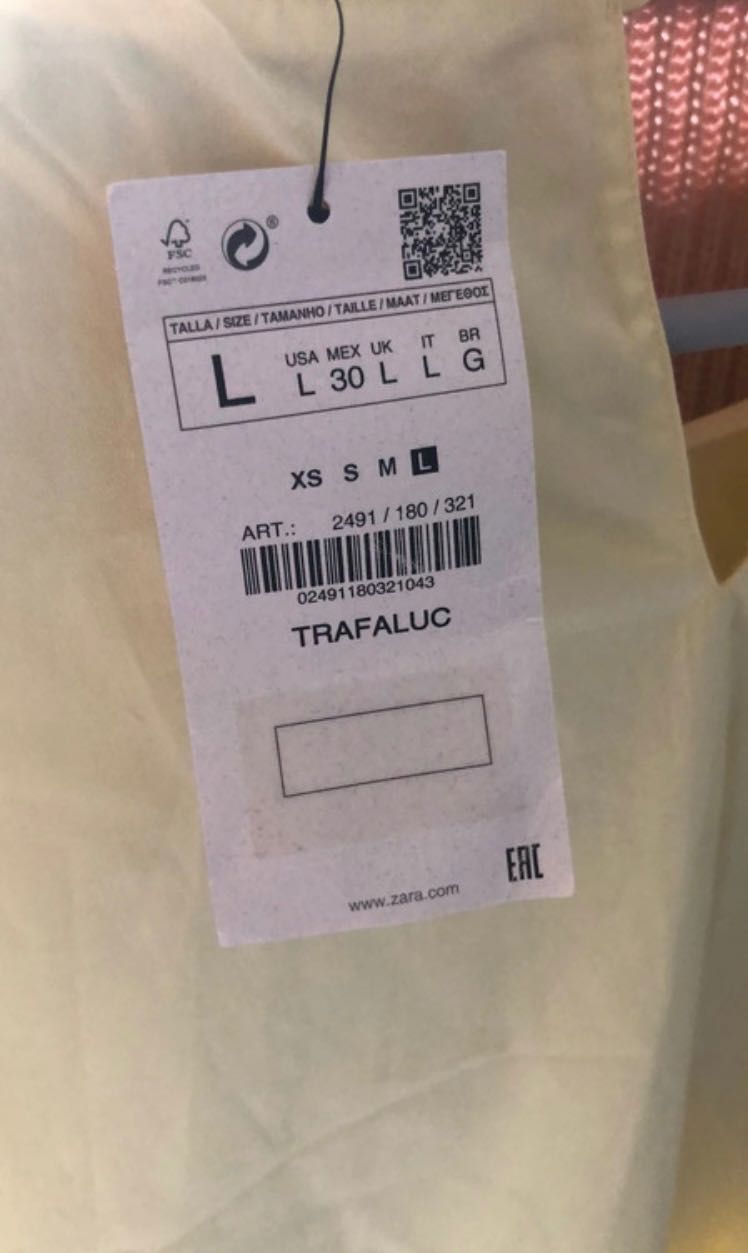 ®
FSC
RECYCLED
TALLA / SIZE / TAMANHO / TAILLE / MAAT / ΜΕΓΕΘΟΣ
L
USA MEX UK IT BR
L 30 L L G
XS S M L
ART.: 2491 / 180 / 321
02491180321043
TRAFALUC
EAC
www.zara.com